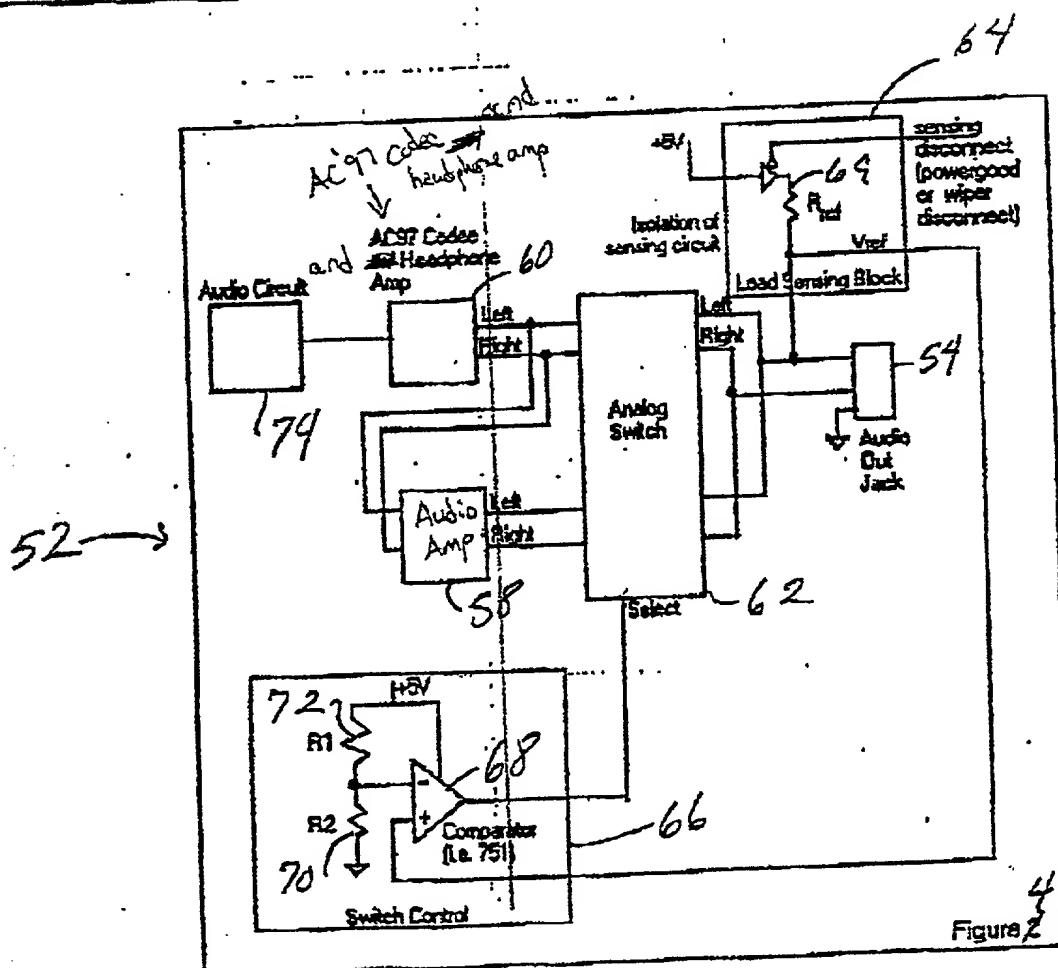 64
and
AC'97 Codec
headphone amp
+5V
sensing
disconnect
(powergood
or wiper
disconnect)
69
Isolation of
sensing circuit
Vref
Load Sensing Block
and
AC97 Codec
Headphone
Amp
60
Audio Circuit
Left
Right
Left
Right
54
74
Analog
Switch
Audio
Out
Jack
52
Audio
Amp
Left
Right
58
Select
62
72
+5V
R1
68
R2
70
Comparator
(i.e. 751)
66
Switch Control
4
Figure 2